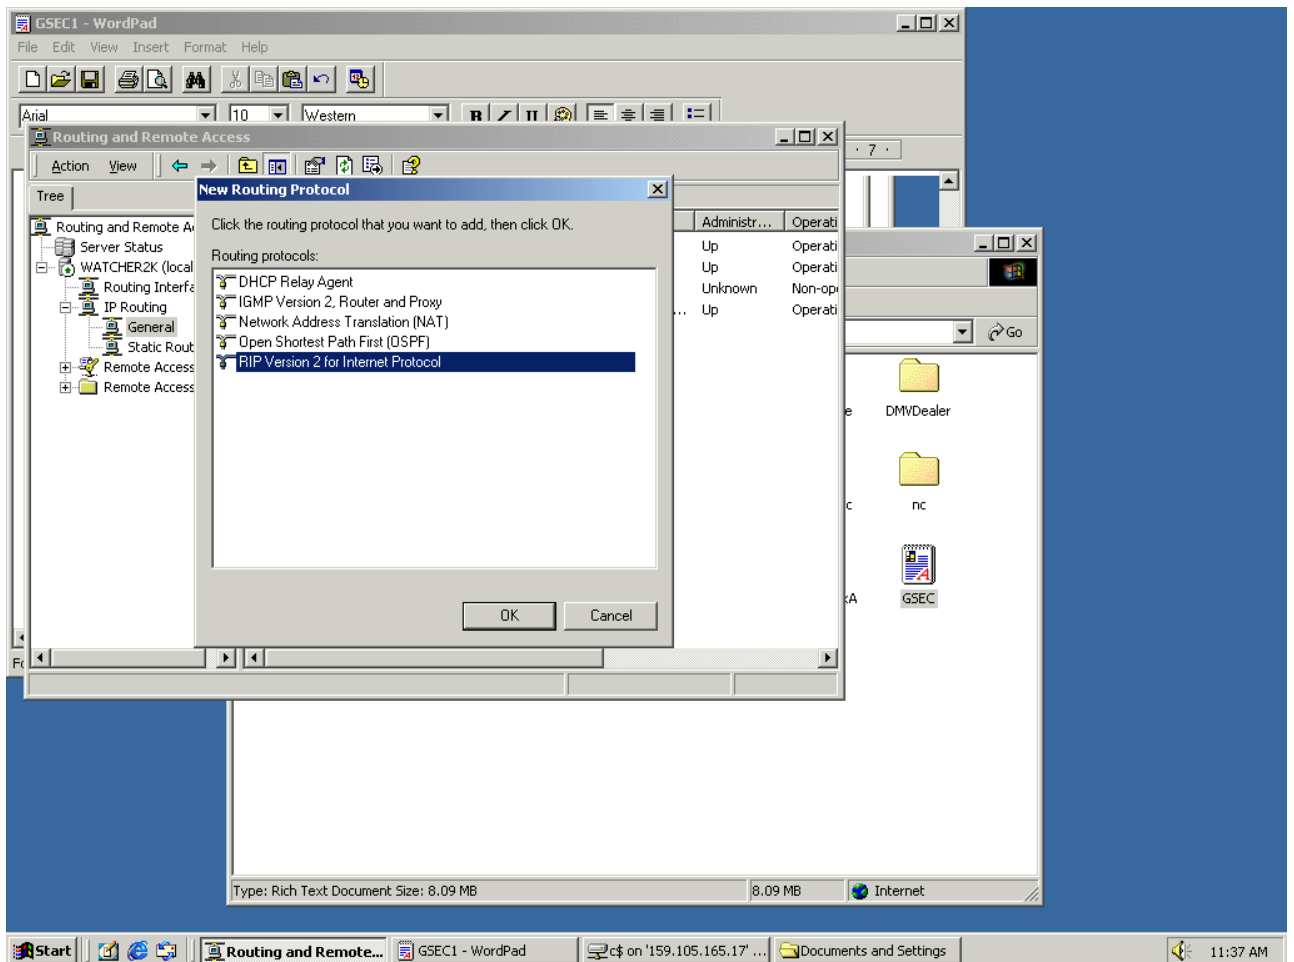 GSEC1 - WordPad
File Edit View Insert Format Help
Arial 10 Western B I U
Routing and Remote Access
· 7 ·
Action View
Tree
New Routing Protocol
Click the routing protocol that you want to add, then click OK.
Routing protocols:
DHCP Relay Agent
IGMP Version 2, Router and Proxy
Network Address Translation (NAT)
Open Shortest Path First (OSPF)
RIP Version 2 for Internet Protocol
OK Cancel
Routing and Remote A
Server Status
WATCHER2K (local
Routing Interfa
IP Routing
General
Static Rout
Remote Access
Remote Access
Administr... Operati
Up Operati
Up Operati
Unknown Non-op
... Up Operati
Go
e DMVDealer
c nc
A GSEC
Fo
Type: Rich Text Document Size: 8.09 MB 8.09 MB Internet
Start Routing and Remote... GSEC1 - WordPad c$ on '159.105.165.17' ... Documents and Settings 11:37 AM